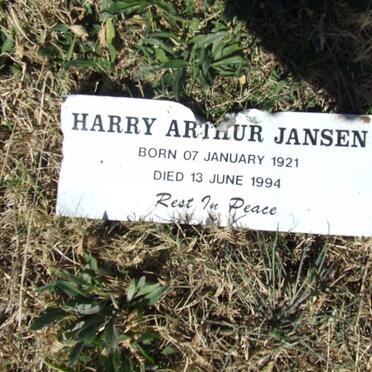 HARRY ARTHUR JANSEN
BORN 07 JANUARY 1921
DIED 13 JUNE 1994
Rest In Peace